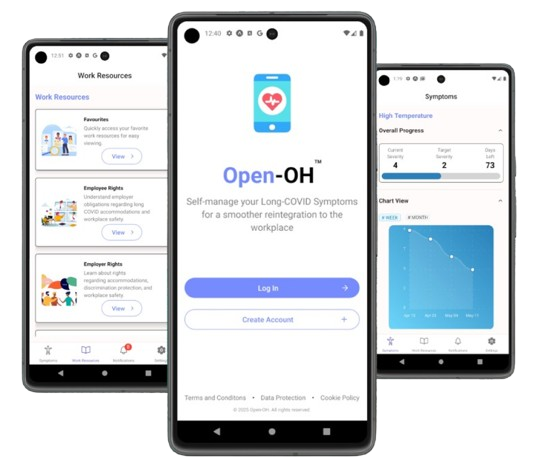 12:51
Work Resources
Work Resources
Favourites
Quickly access your favorite
work resources for easy
viewing.
View
Employee Rights
Understand employer
obligations regarding long
COVID accommodations and
workplace safety
View
Employer Rights
Learn about rights
regarding accommodations,
discrimination protection, and
workplace safety
View
Symptoms
Work Resources
Notifications
Settings
12:40
Open-OH™
Self-manage your Long-COVID Symptoms
for a smoother reintegration to the
workplace
Log In
Create Account
Terms and Conditions • Data Protection • Cookie Policy
© 2025 Open-OH. All rights reserved
Symptoms
High Temperature
Overall Progress
Current
Severity
4
Target
Severity
2
Days
Left
73
Chart View
# WEEK
# MONTH
Symptoms
Work Resources
Notifications
Settings